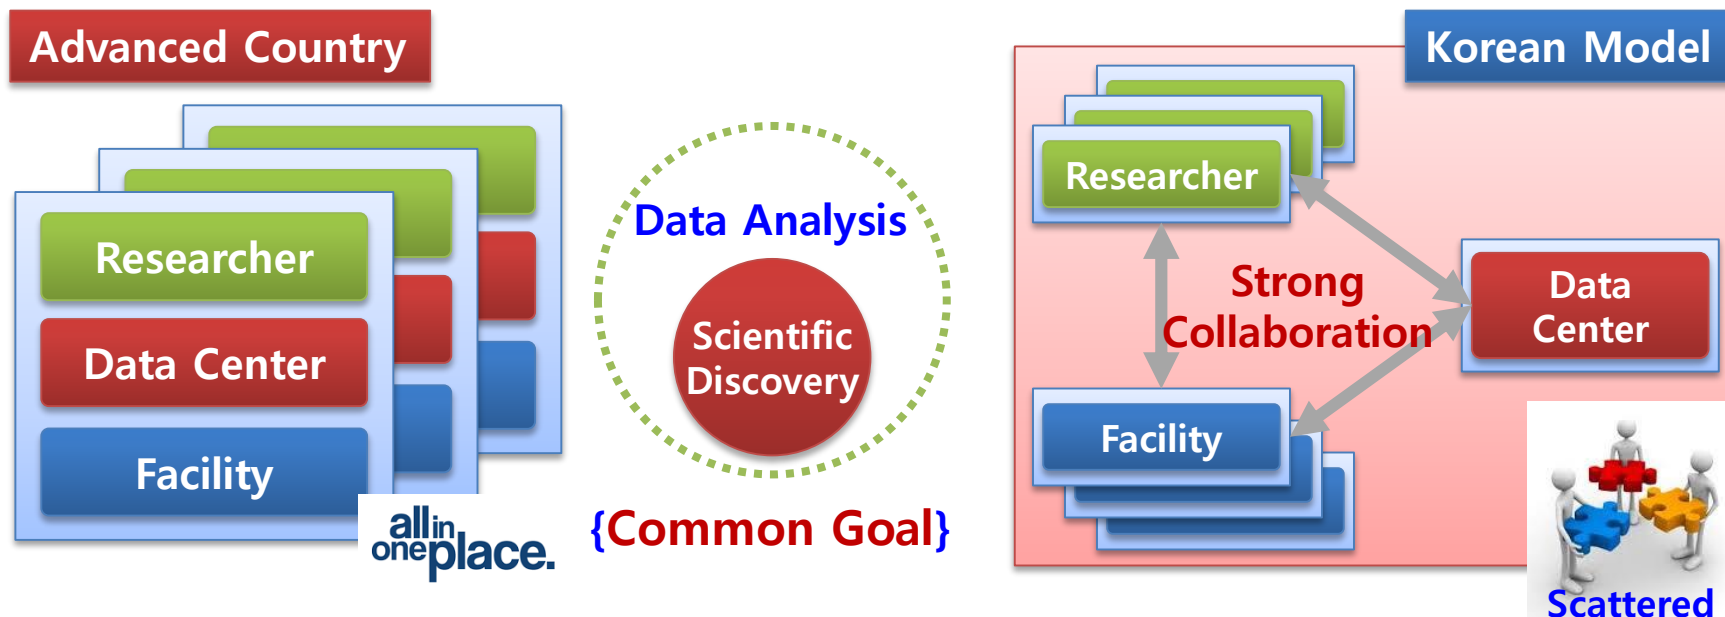 Advanced Country
Researcher
Data Center
Facility
all in
one place.
Data Analysis
Scientific
Discovery
{Common Goal}
Korean Model
Researcher
Strong
Collaboration
Data
Center
Facility
Scattered